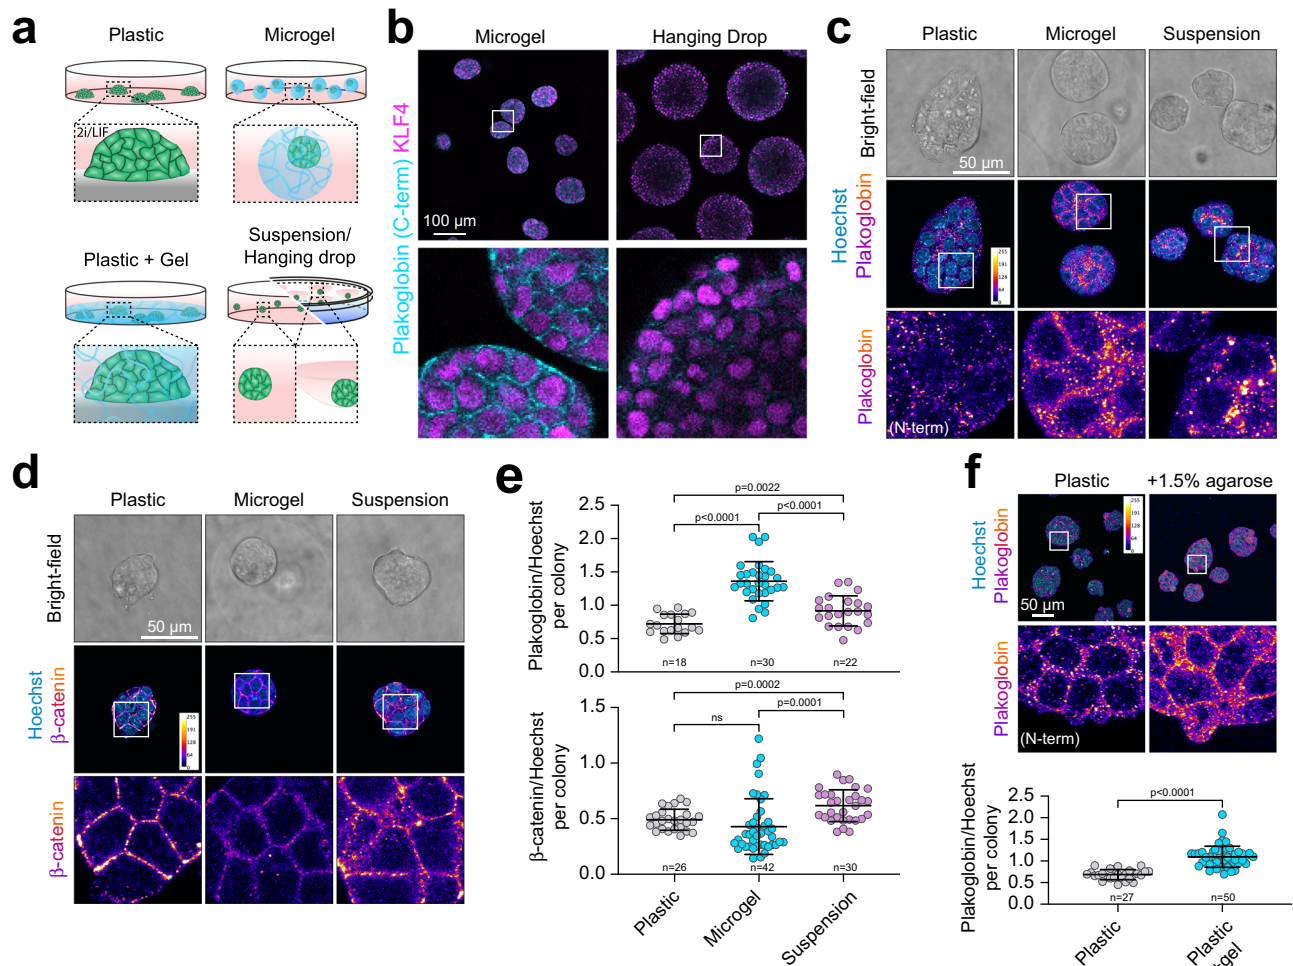 a
Plastic
Microgel
2i/LIF
Plastic + Gel
Suspension/
Hanging drop
b
Microgel
Hanging Drop
Plakoglobin (C-term) KLF4
100 µm
c
Plastic
Microgel
Suspension
Bright-field
50 µm
Hoechst
Plakoglobin
255
191
128
64
0
Plakoglobin
(N-term)
d
Plastic
Microgel
Suspension
Bright-field
50 µm
Hoechst
β-catenin
255
191
128
64
0
β-catenin
e
p=0.0022
p<0.0001
p<0.0001
Plakoglobin/Hoechst
per colony
2.5
2.0
1.5
1.0
0.5
0.0
n=18
n=30
n=22
p=0.0002
p=0.0001
ns
β-catenin/Hoechst
per colony
1.5
1.0
0.5
0.0
n=26
n=42
n=30
Plastic
Microgel
Suspension
f
Plastic
+1.5% agarose
Hoechst
Plakoglobin
255
191
128
64
0
50 µm
Plakoglobin
(N-term)
p<0.0001
Plakoglobin/Hoechst
per colony
2.5
2.0
1.5
1.0
0.5
0.0
n=27
n=50
Plastic
Plastic